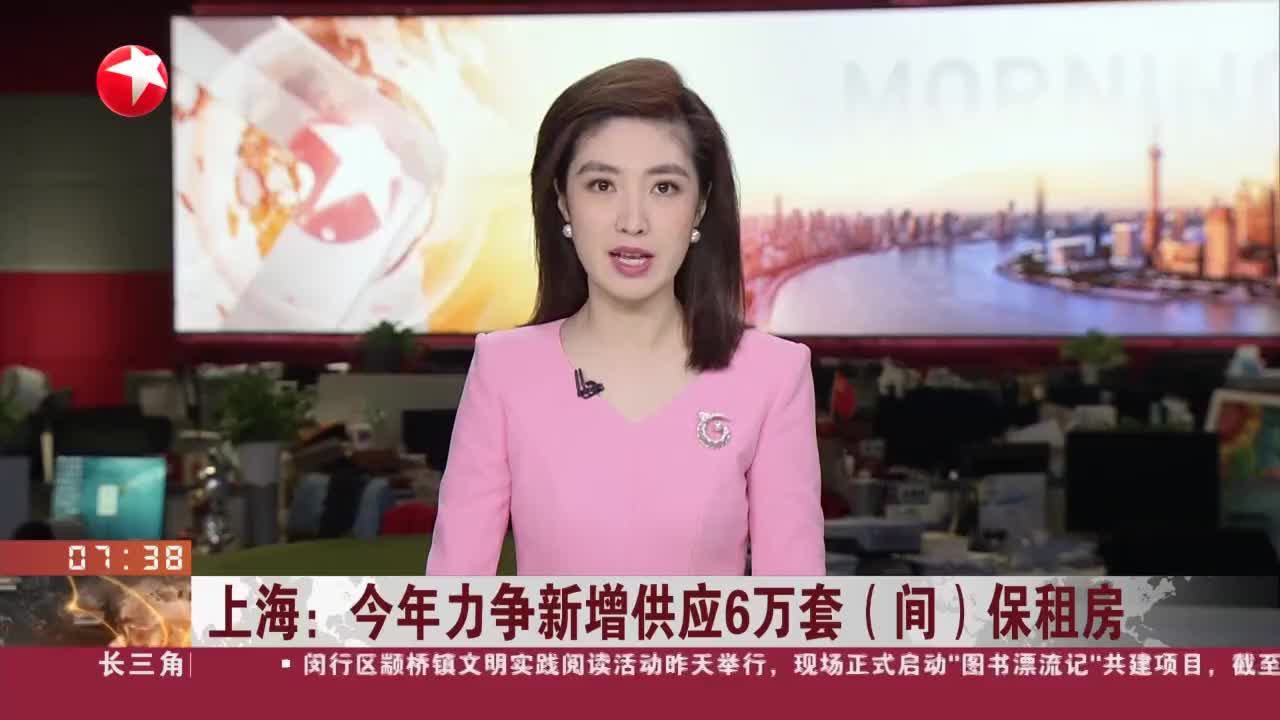 MORNING
07:38
上海：今年力争新增供应6万套（间）保租房
长三角
▪ 闵行区颛桥镇文明实践阅读活动昨天举行，现场正式启动"图书漂流记"共建项目，截至